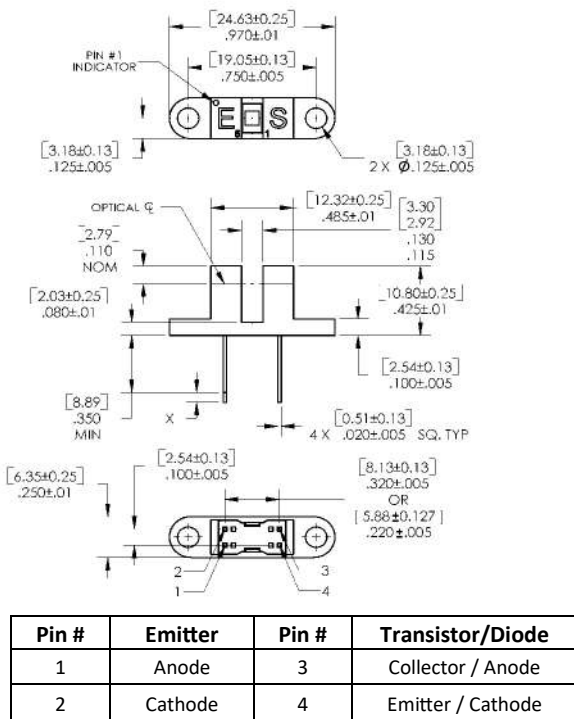 [24.63±0.25]
.970±.01
PIN #1
INDICATOR
[19.05±0.13]
.750±.005
E S
6 1
[3.18±0.13]
.125±.005
[3.18±0.13]
2 X Ø.125±.005
OPTICAL ℄
[12.32±0.25]
.485±.01
[3.30
2.92]
.130
.115
[2.79]
.110
NOM
[2.03±0.25]
.080±.01
[10.80±0.25]
.425±.01
[2.54±0.13]
.100±.005
[8.89]
.350
MIN
X
[0.51±0.13]
4 X .020±.005 SQ. TYP
[2.54±0.13]
.100±.005
[6.35±0.25]
.250±.01
[8.13±0.13]
.320±.005
OR
[5.88±0.127]
.220±.005
2
1
3
4
Pin # Emitter Pin # Transistor/Diode
1 Anode 3 Collector / Anode
2 Cathode 4 Emitter / Cathode